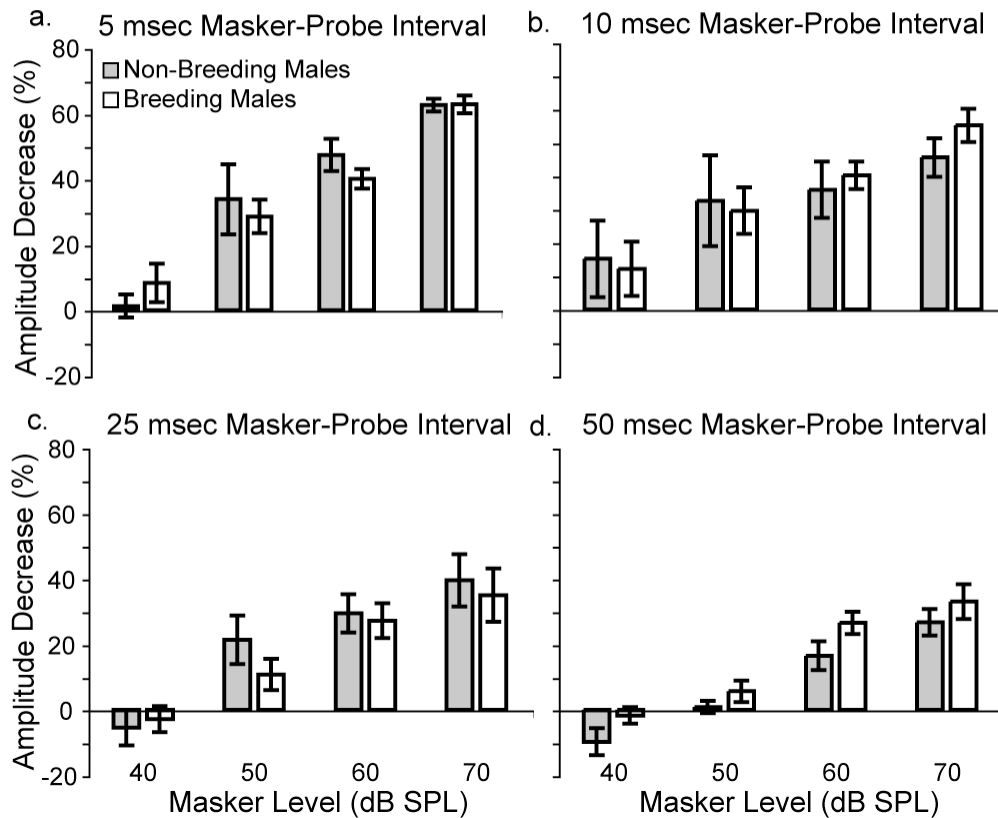 a. 5 msec Masker-Probe Interval
b. 10 msec Masker-Probe Interval
Amplitude Decrease (%)
80
60
40
20
0
-20
Non-Breeding Males
Breeding Males
c. 25 msec Masker-Probe Interval
d. 50 msec Masker-Probe Interval
Amplitude Decrease (%)
80
60
40
20
0
-20
40 50 60 70
Masker Level (dB SPL)
40 50 60 70
Masker Level (dB SPL)